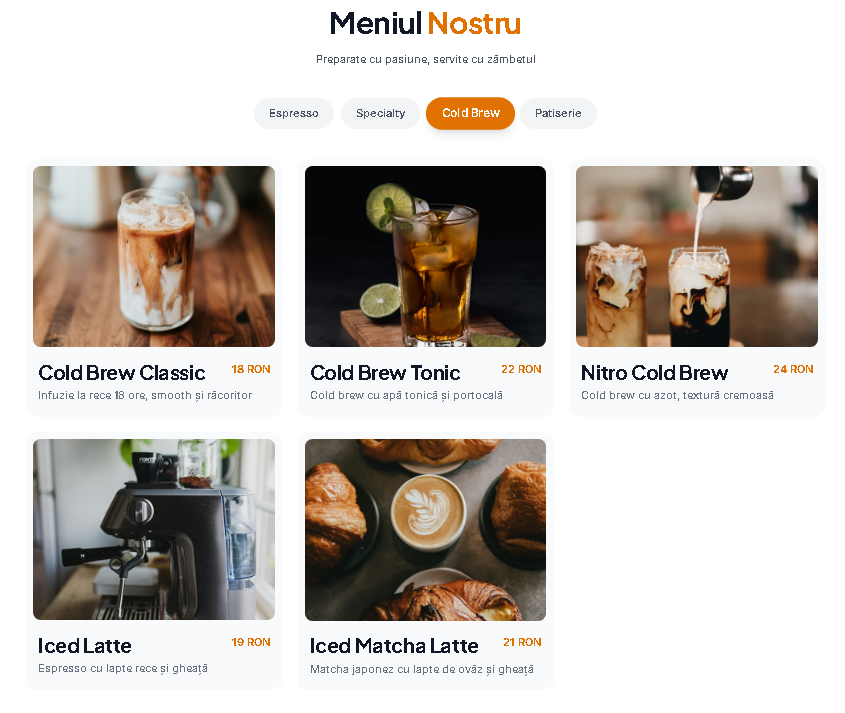 Meniul Nostru
Preparate cu pasiune, servite cu zâmbetul
Espresso
Specialty
Cold Brew
Patiserie
Cold Brew Classic
18 RON
Infuzie la rece 18 ore, smooth și răcoritor
Cold Brew Tonic
22 RON
Cold brew cu apă tonică și portocală
Nitro Cold Brew
24 RON
Cold brew cu azot, textură cremoasă
Iced Latte
19 RON
Espresso cu lapte rece și gheață
Iced Matcha Latte
21 RON
Matcha japonez cu lapte de ovăz și gheață